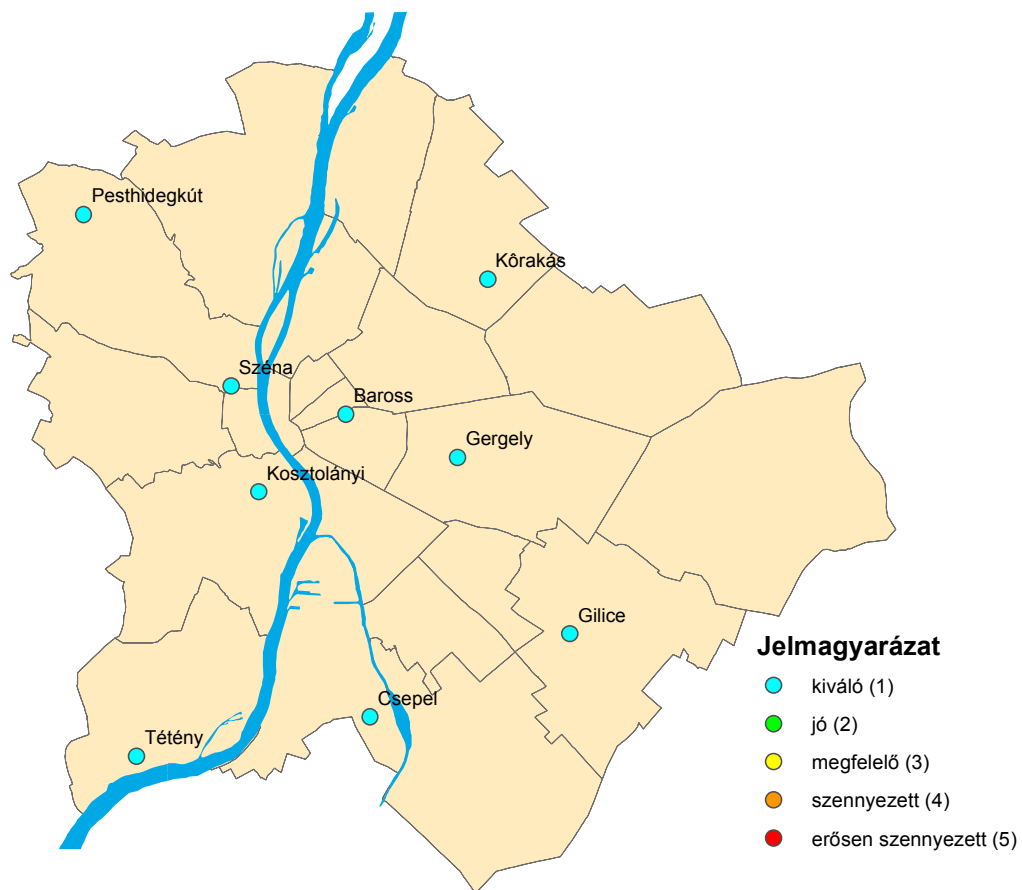 Pesthidegkút
Kôrakás
Széna
Baross
Gergely
Kosztolányi
Gilice
Csepel
Tétény
Jelmagyarázat
kiváló (1)
jó (2)
megfelelő (3)
szennyezett (4)
erősen szennyezett (5)